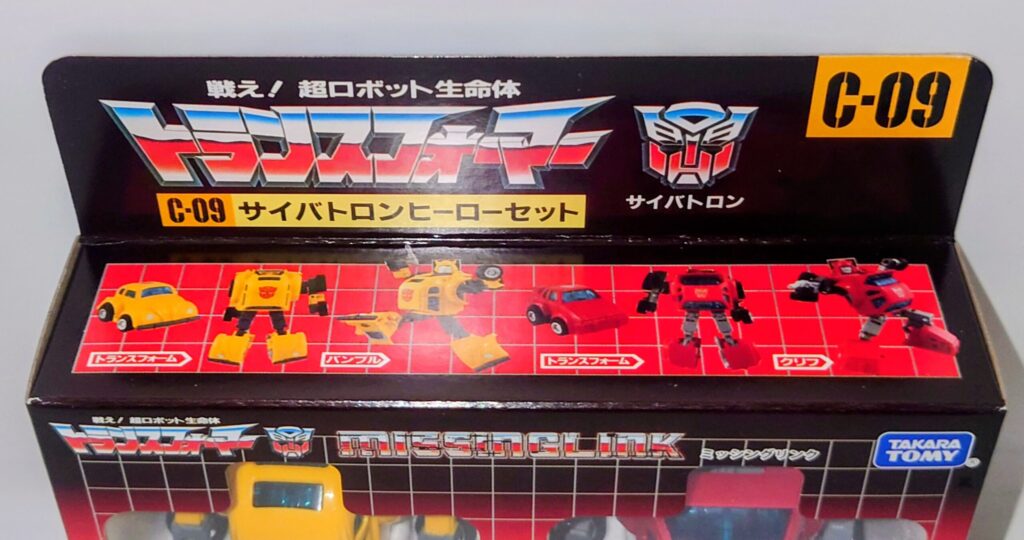 戦え！超ロボット生命体
トランスフォーマー
C-09
サイバトロン
C-09 サイバトロンヒーローセット
トランスフォーム
バンブル
トランスフォーム
クリフ
戦え！超ロボット生命体
トランスフォーマー
MISSING LINK
ミッシングリンク
TAKARA
TOMY